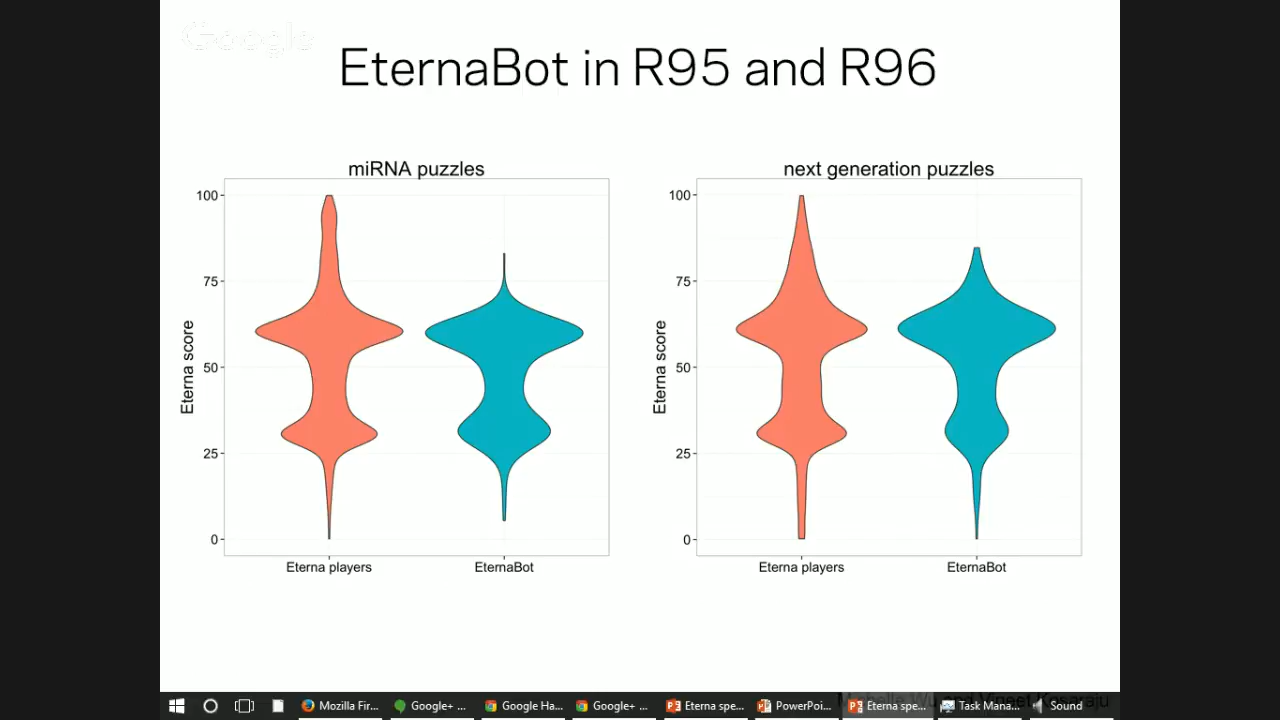 Google
EternaBot in R95 and R96
miRNA puzzles
next generation puzzles
100
75
50
25
0
Eterna score
Eterna players
EternaBot
100
75
50
25
0
Eterna score
Eterna players
EternaBot
Mozilla Fir...
Google+ ...
Google Ha...
Google+ ...
Eterna spe...
PowerPoi...
Eterna spe...
Task Mana...
Sound